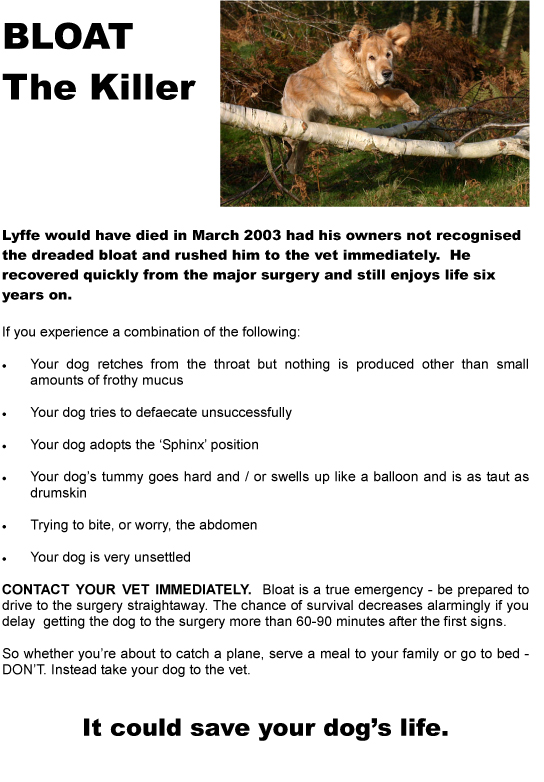 BLOAT
The Killer
Lyffe would have died in March 2003 had his owners not recognised
the dreaded bloat and rushed him to the vet immediately.  He
recovered quickly from the major surgery and still enjoys life six
years on.
If you experience a combination of the following:
• Your dog retches from the throat but nothing is produced other than small
amounts of frothy mucus
• Your dog tries to defaecate unsuccessfully
• Your dog adopts the ‘Sphinx’ position
• Your dog’s tummy goes hard and / or swells up like a balloon and is as taut as
drumskin
• Trying to bite, or worry, the abdomen
• Your dog is very unsettled
CONTACT YOUR VET IMMEDIATELY.  Bloat is a true emergency - be prepared to
drive to the surgery straightaway. The chance of survival decreases alarmingly if you
delay  getting the dog to the surgery more than 60-90 minutes after the first signs.
So whether you’re about to catch a plane, serve a meal to your family or go to bed -
DON’T. Instead take your dog to the vet.
It could save your dog’s life.